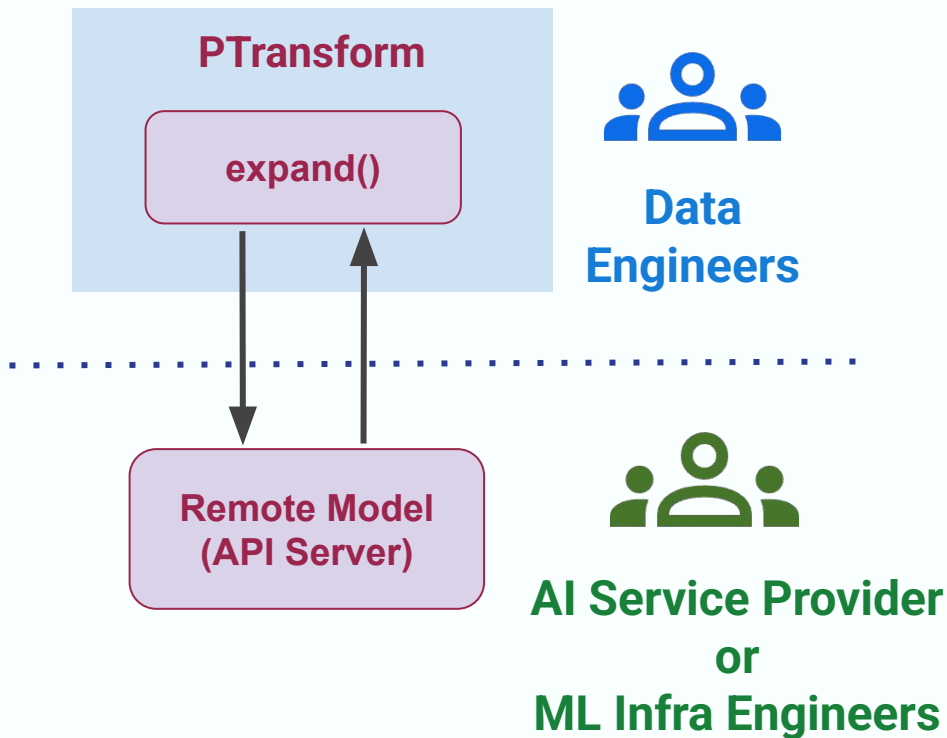 PTransform
expand()
Data
Engineers
Remote Model
(API Server)
AI Service Provider
or
ML Infra Engineers